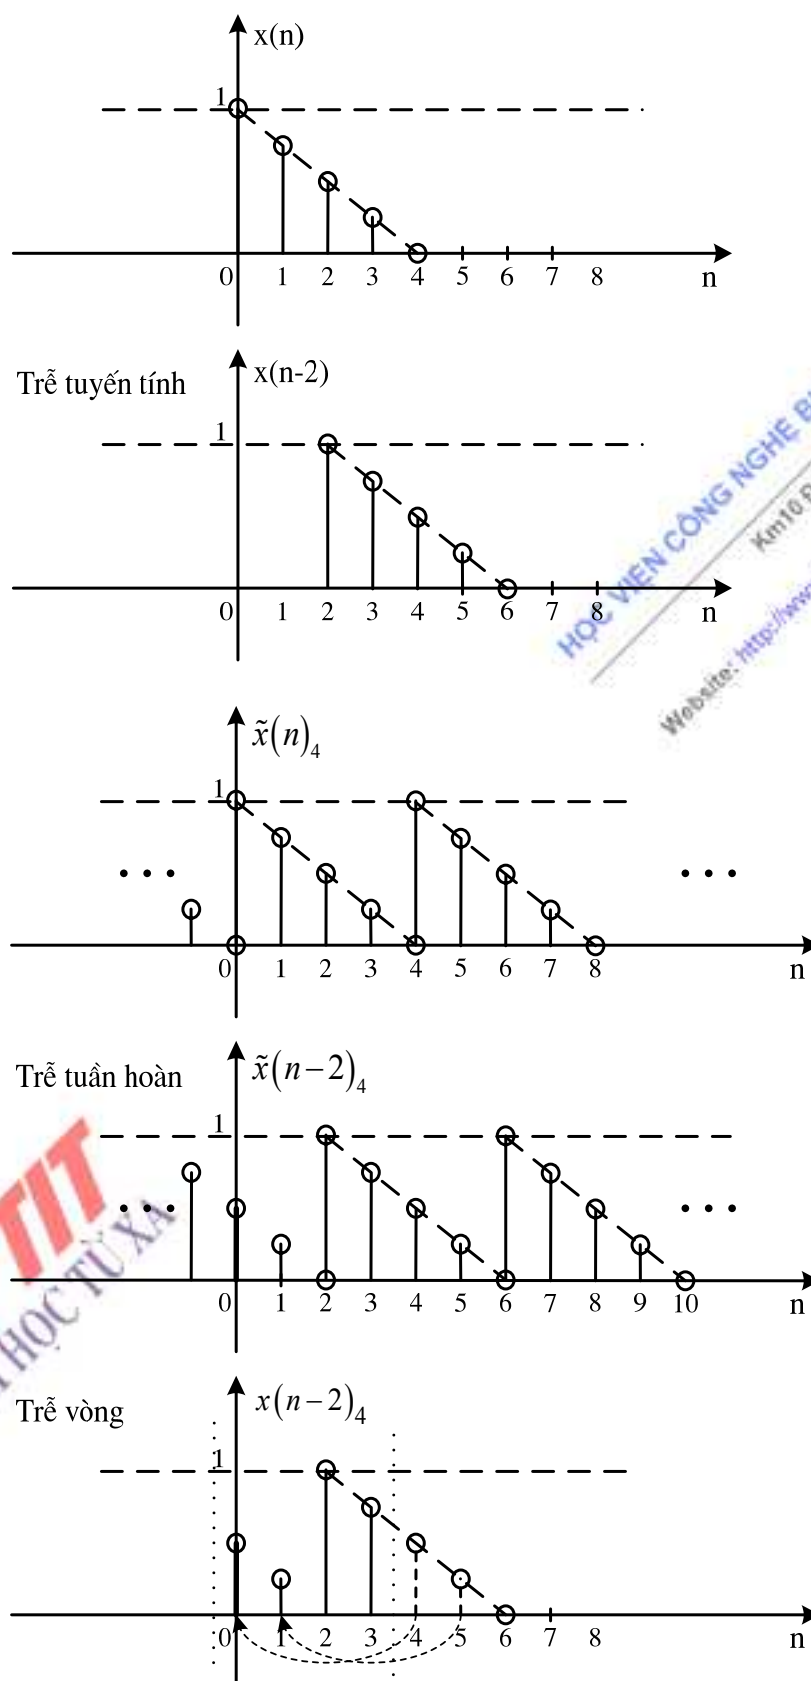 x(n)
1
0 1 2 3 4 5 6 7 8 n
Trễ tuyến tính
x(n-2)
1
0 1 2 3 4 5 6 7 8 n
HỌC VIỆN CÔNG NGHỆ
Km10
Website: http://www
x̃(n)₄
1
0 1 2 3 4 5 6 7 8 n
Trễ tuần hoàn
x̃(n−2)₄
1
0 1 2 3 4 5 6 7 8 9 10 n
TIT
HỌC TỪ XA
Trễ vòng
x(n−2)₄
1
0 1 2 3 4 5 6 7 8 n